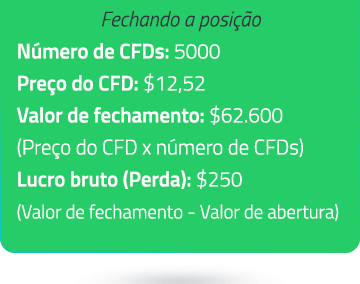 Fechando a posição
Número de CFDs: 5000
Preço do CFD: $12,52
Valor de fechamento: $62.600
(Preço do CFD x número de CFDs)
Lucro bruto (Perda): $250
(Valor de fechamento - Valor de abertura)